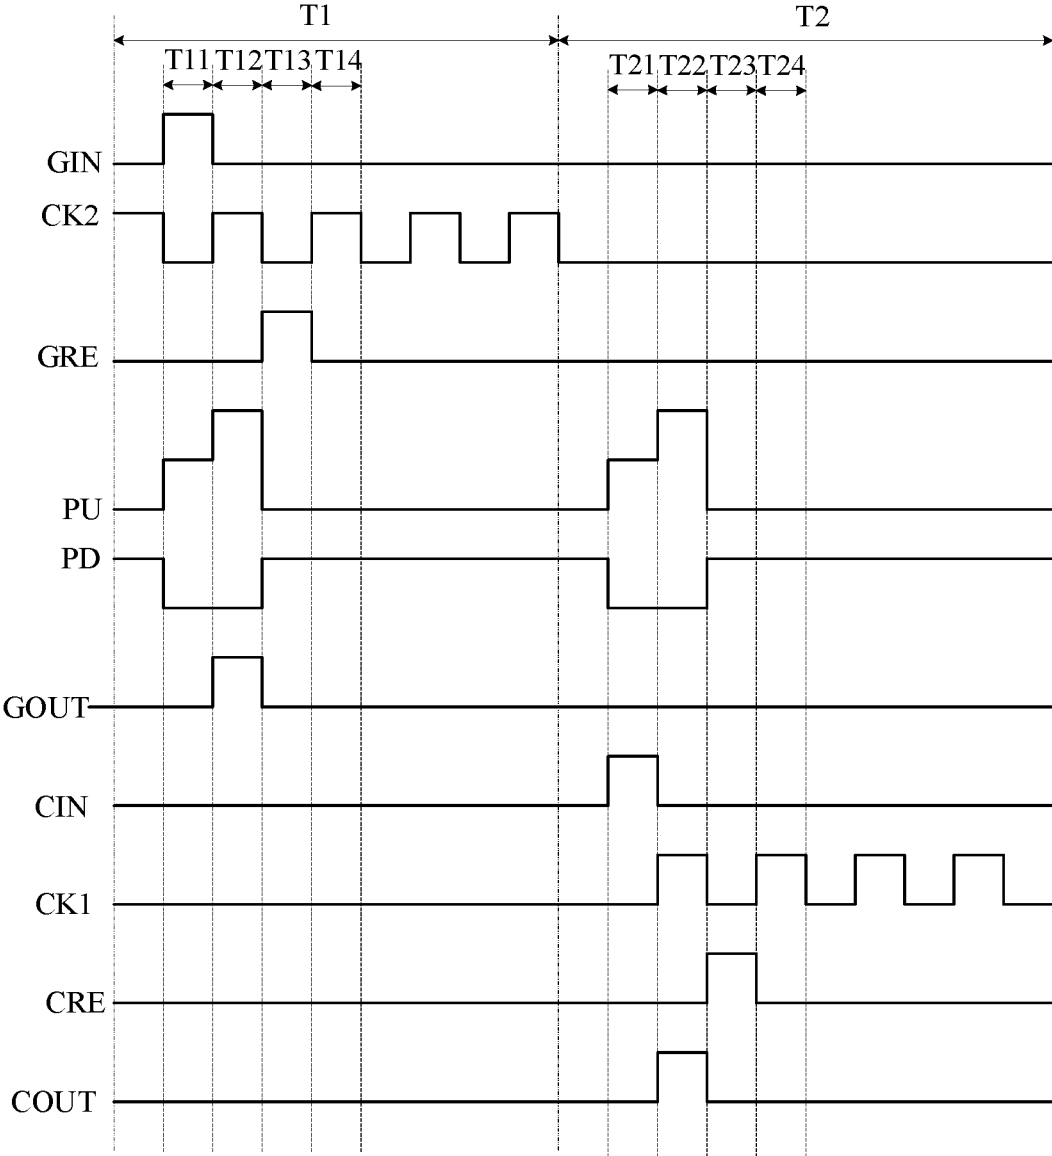 T1 T2
T11 T12 T13 T14
T21 T22 T23 T24
GIN
CK2
GRE
PU
PD
GOUT
CIN
CK1
CRE
COUT